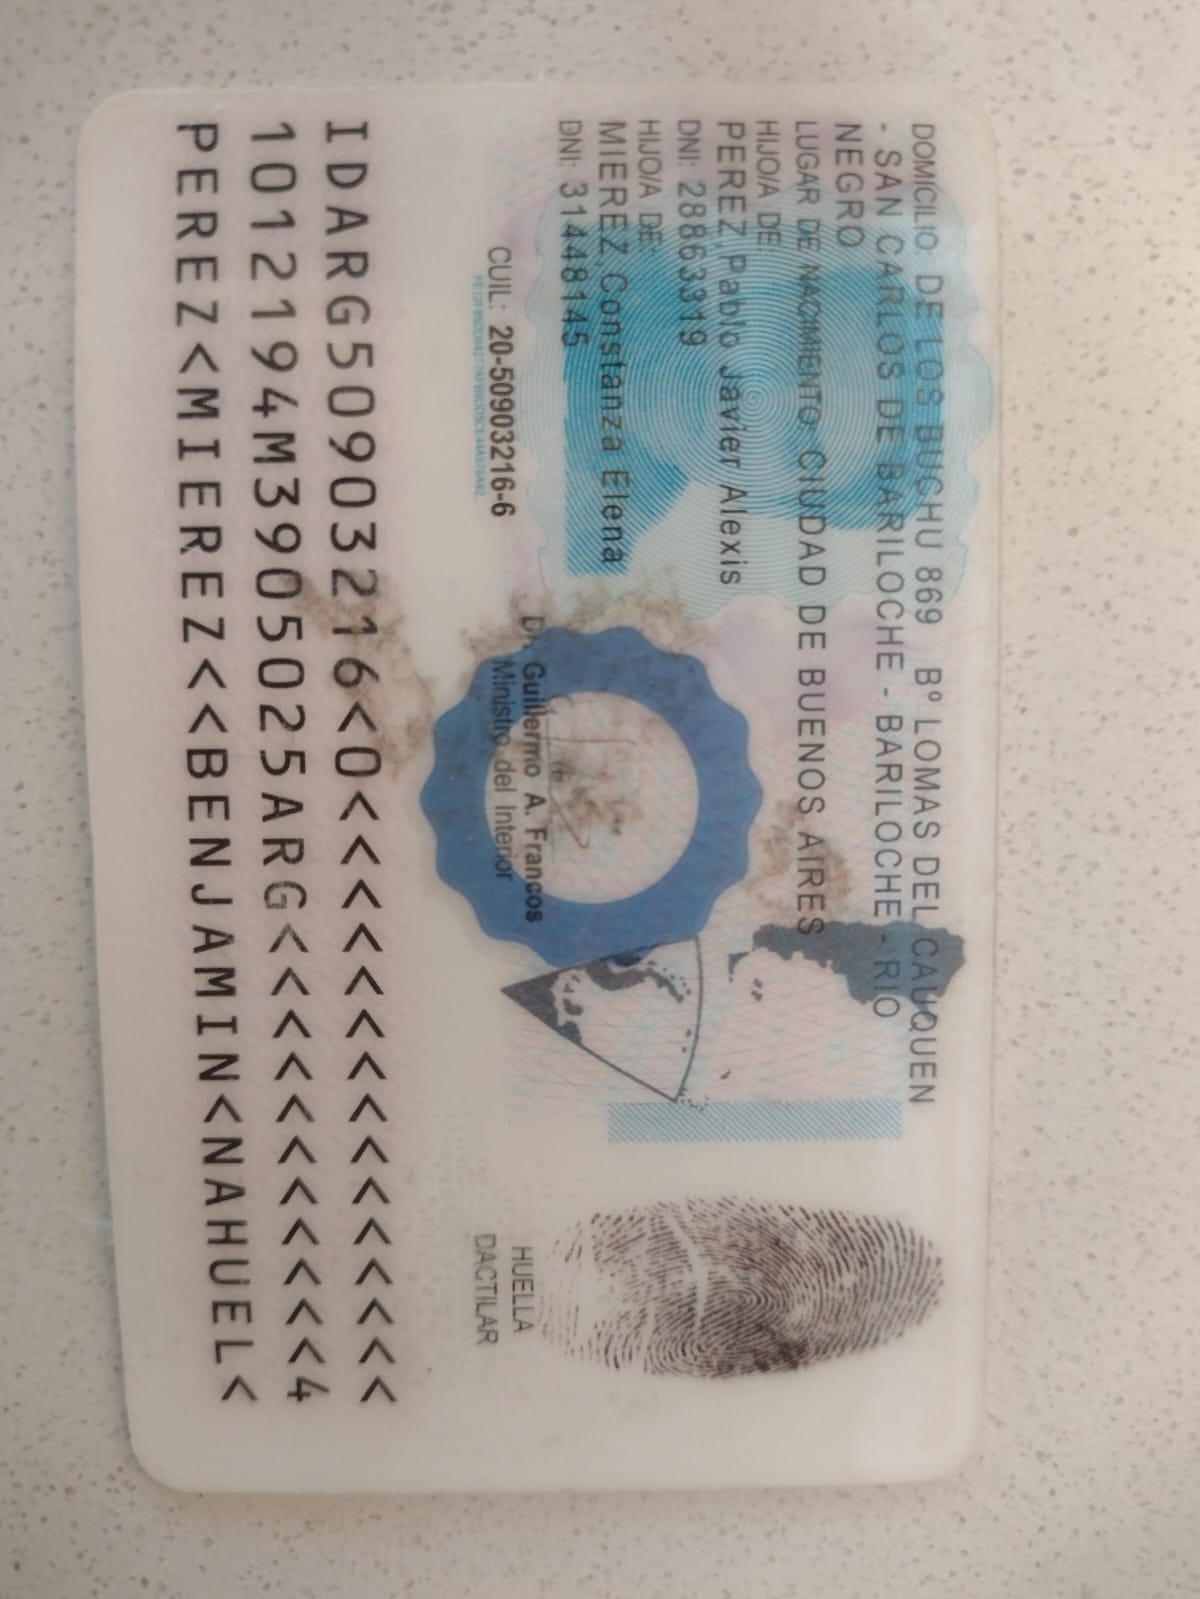 DOMICILIO: DE LOS BUCHU 869 Bº LOMAS DEL CAUQUEN
- SAN CARLOS DE BARILOCHE - BARILOCHE - RIO
NEGRO
LUGAR DE NACIMIENTO: CIUDAD DE BUENOS AIRES
HIJO/A DE
PEREZ Pablo Javier Alexis
DNI: 28863319
HIJO/A DE
MIEREZ Constanza Elena
DNI: 31448145
CUIL: 20-50903216-6
Dr. Guillermo A. Francos
Ministro del Interior
HUELLA
DACTILAR
IDARG50903216<0<<<<<<<<<<<<<<<
1012194M3905025ARG<<<<<<<<<<<4
PEREZ<MIEREZ<<BENJAMIN<NAHUEL<